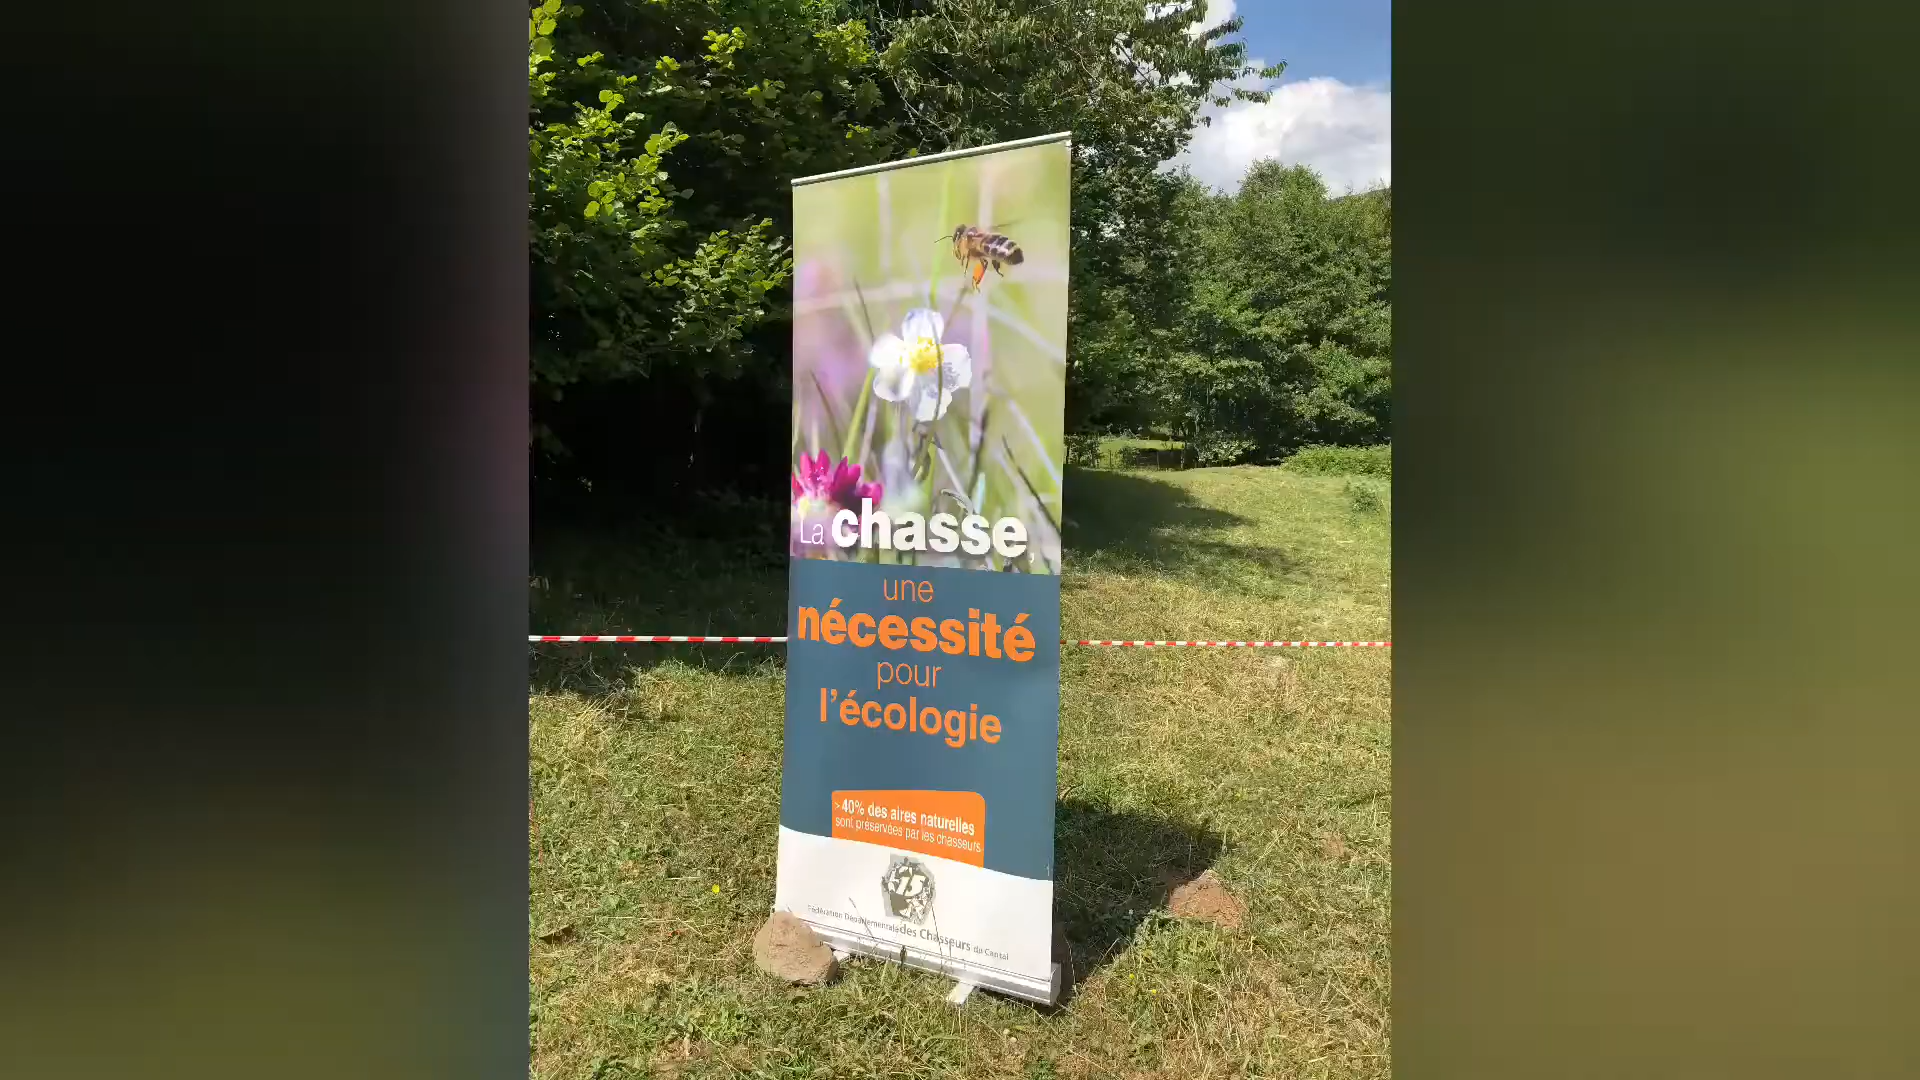 La chasse,
une
nécessité
pour
l'écologie
> 40% des aires naturelles
sont préservées par les chasseurs
15
Fédération Départementale des Chasseurs du Cantal